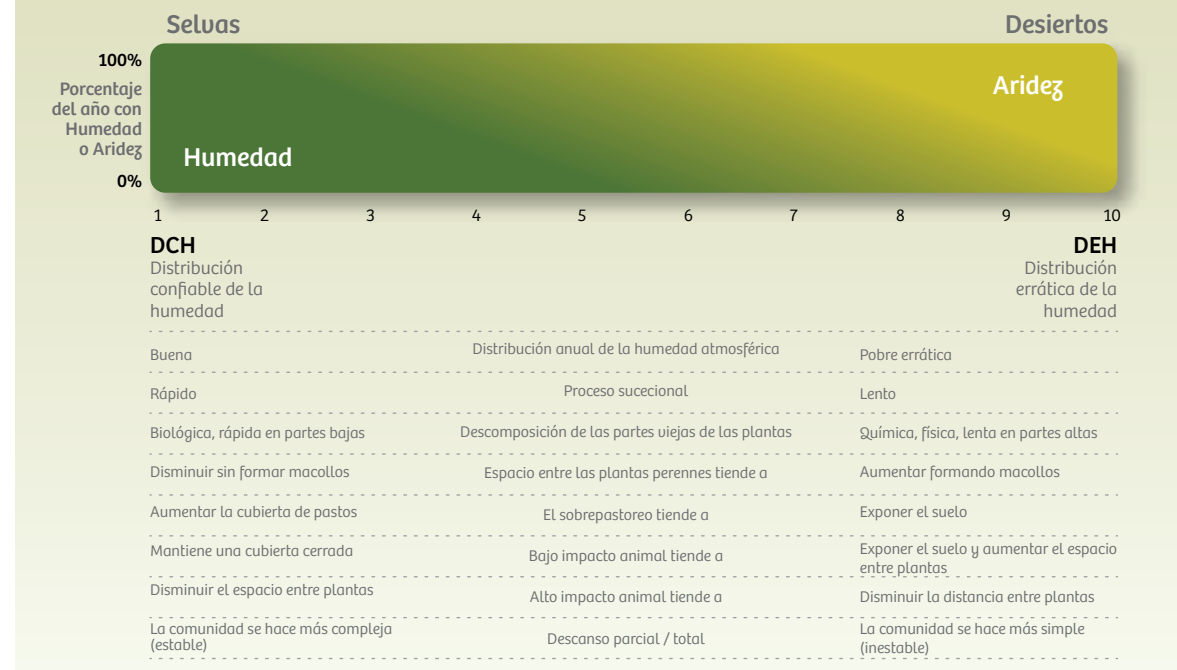 Selvas
Desiertos
100%
Porcentaje
del año con
Humedad
o Aridez
0%
Aridez
Humedad
1 2 3 4 5 6 7 8 9 10
DCH
Distribución
confiable de la
humedad
DEH
Distribución
errática de la
humedad
Buena
Distribución anual de la humedad atmosférica
Pobre errática
Rápido
Proceso sucecional
Lento
Biológica, rápida en partes bajas
Descomposición de las partes viejas de las plantas
Química, física, lenta en partes altas
Disminuir sin formar macollos
Espacio entre las plantas perennes tiende a
Aumentar formando macollos
Aumentar la cubierta de pastos
El sobrepastoreo tiende a
Exponer el suelo
Mantiene una cubierta cerrada
Bajo impacto animal tiende a
Exponer el suelo y aumentar el espacio
entre plantas
Disminuir el espacio entre plantas
Alto impacto animal tiende a
Disminuir la distancia entre plantas
La comunidad se hace más compleja
(estable)
Descanso parcial / total
La comunidad se hace más simple
(inestable)